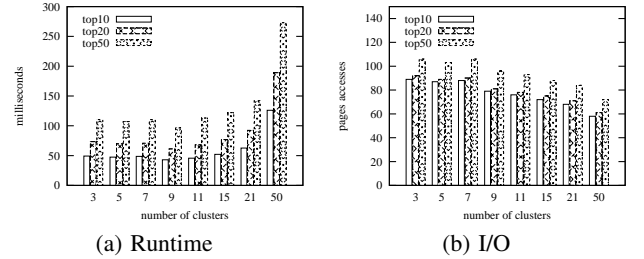 300
250
200
150
100
50
0
milliseconds
top10
top20
top50
3 5 7 9 11 15 21 50
number of clusters
(a) Runtime
140
120
100
80
60
40
20
0
pages accesses
top10
top20
top50
3 5 7 9 11 15 21 50
number of clusters
(b) I/O